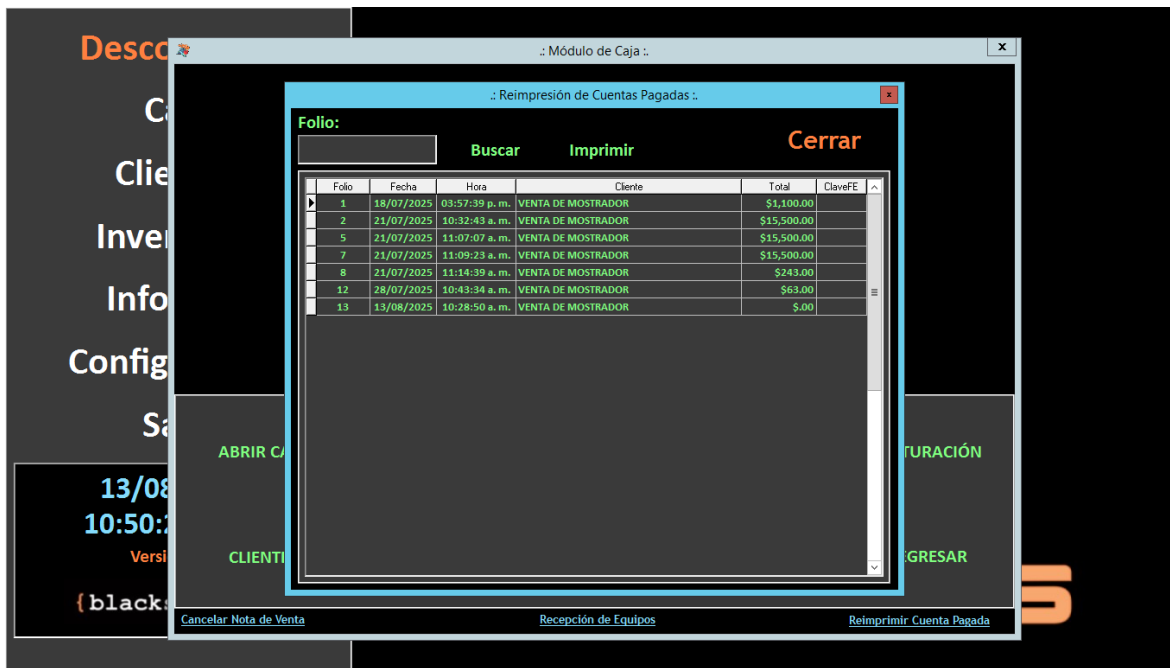 .: Módulo de Caja :.
x
.: Reimpresión de Cuentas Pagadas :.
x
Folio:
Buscar Imprimir Cerrar
Folio Fecha Hora Cliente Total ClaveFE
1 18/07/2025 03:57:39 p. m. VENTA DE MOSTRADOR $1,100.00
2 21/07/2025 10:32:43 a. m. VENTA DE MOSTRADOR $15,500.00
5 21/07/2025 11:07:07 a. m. VENTA DE MOSTRADOR $15,500.00
7 21/07/2025 11:09:23 a. m. VENTA DE MOSTRADOR $15,500.00
8 21/07/2025 11:14:39 a. m. VENTA DE MOSTRADOR $243.00
12 28/07/2025 10:43:34 a. m. VENTA DE MOSTRADOR $63.00
13 13/08/2025 10:28:50 a. m. VENTA DE MOSTRADOR $.00
Desco
Ca
Clie
Inve
Info
Config
Sa
13/08
10:50:2
Versi
{blacks
ABRIR CA
TURACIÓN
CLIENT
GRESAR
Cancelar Nota de Venta
Recepción de Equipos
Reimprimir Cuenta Pagada